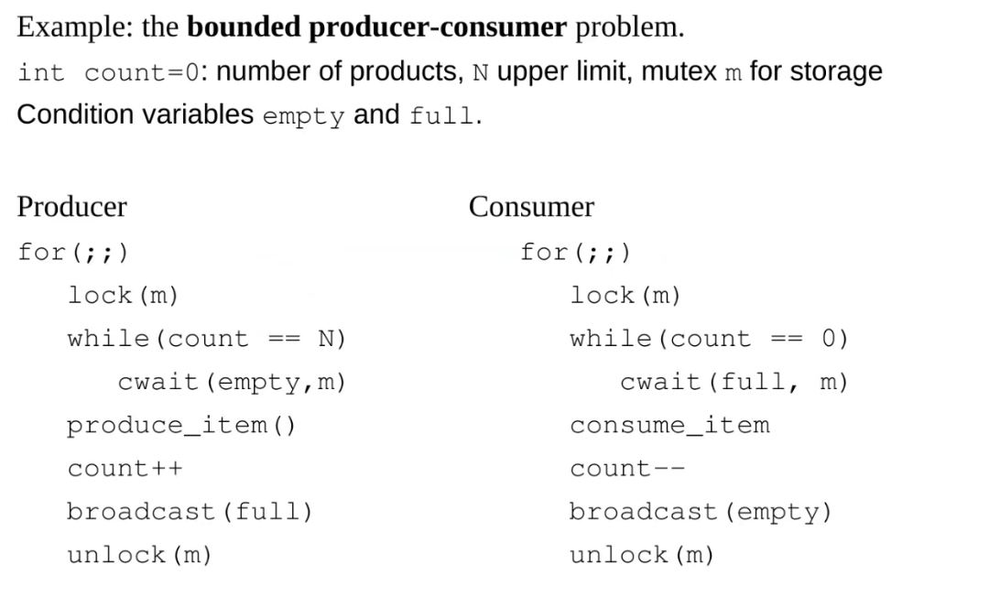 Example: the bounded producer-consumer problem.
int count=0: number of products, N upper limit, mutex m for storage
Condition variables empty and full.
Producer
for(;;)
lock(m)
while(count == N)
cwait(empty,m)
produce_item()
count++
broadcast(full)
unlock(m)
Consumer
for(;;)
lock(m)
while(count == 0)
cwait(full, m)
consume_item
count--
broadcast(empty)
unlock(m)